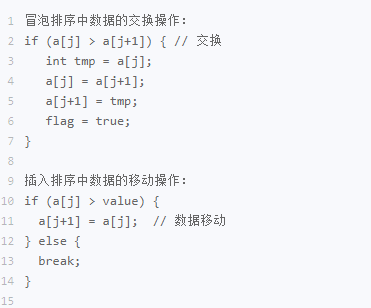 1 冒泡排序中数据的交换操作:
2 if (a[j] > a[j+1]) { // 交换
3    int tmp = a[j];
4    a[j] = a[j+1];
5    a[j+1] = tmp;
6    flag = true;
7 }
8
9 插入排序中数据的移动操作:
10 if (a[j] > value) {
11   a[j+1] = a[j];  // 数据移动
12 } else {
13   break;
14 }
15